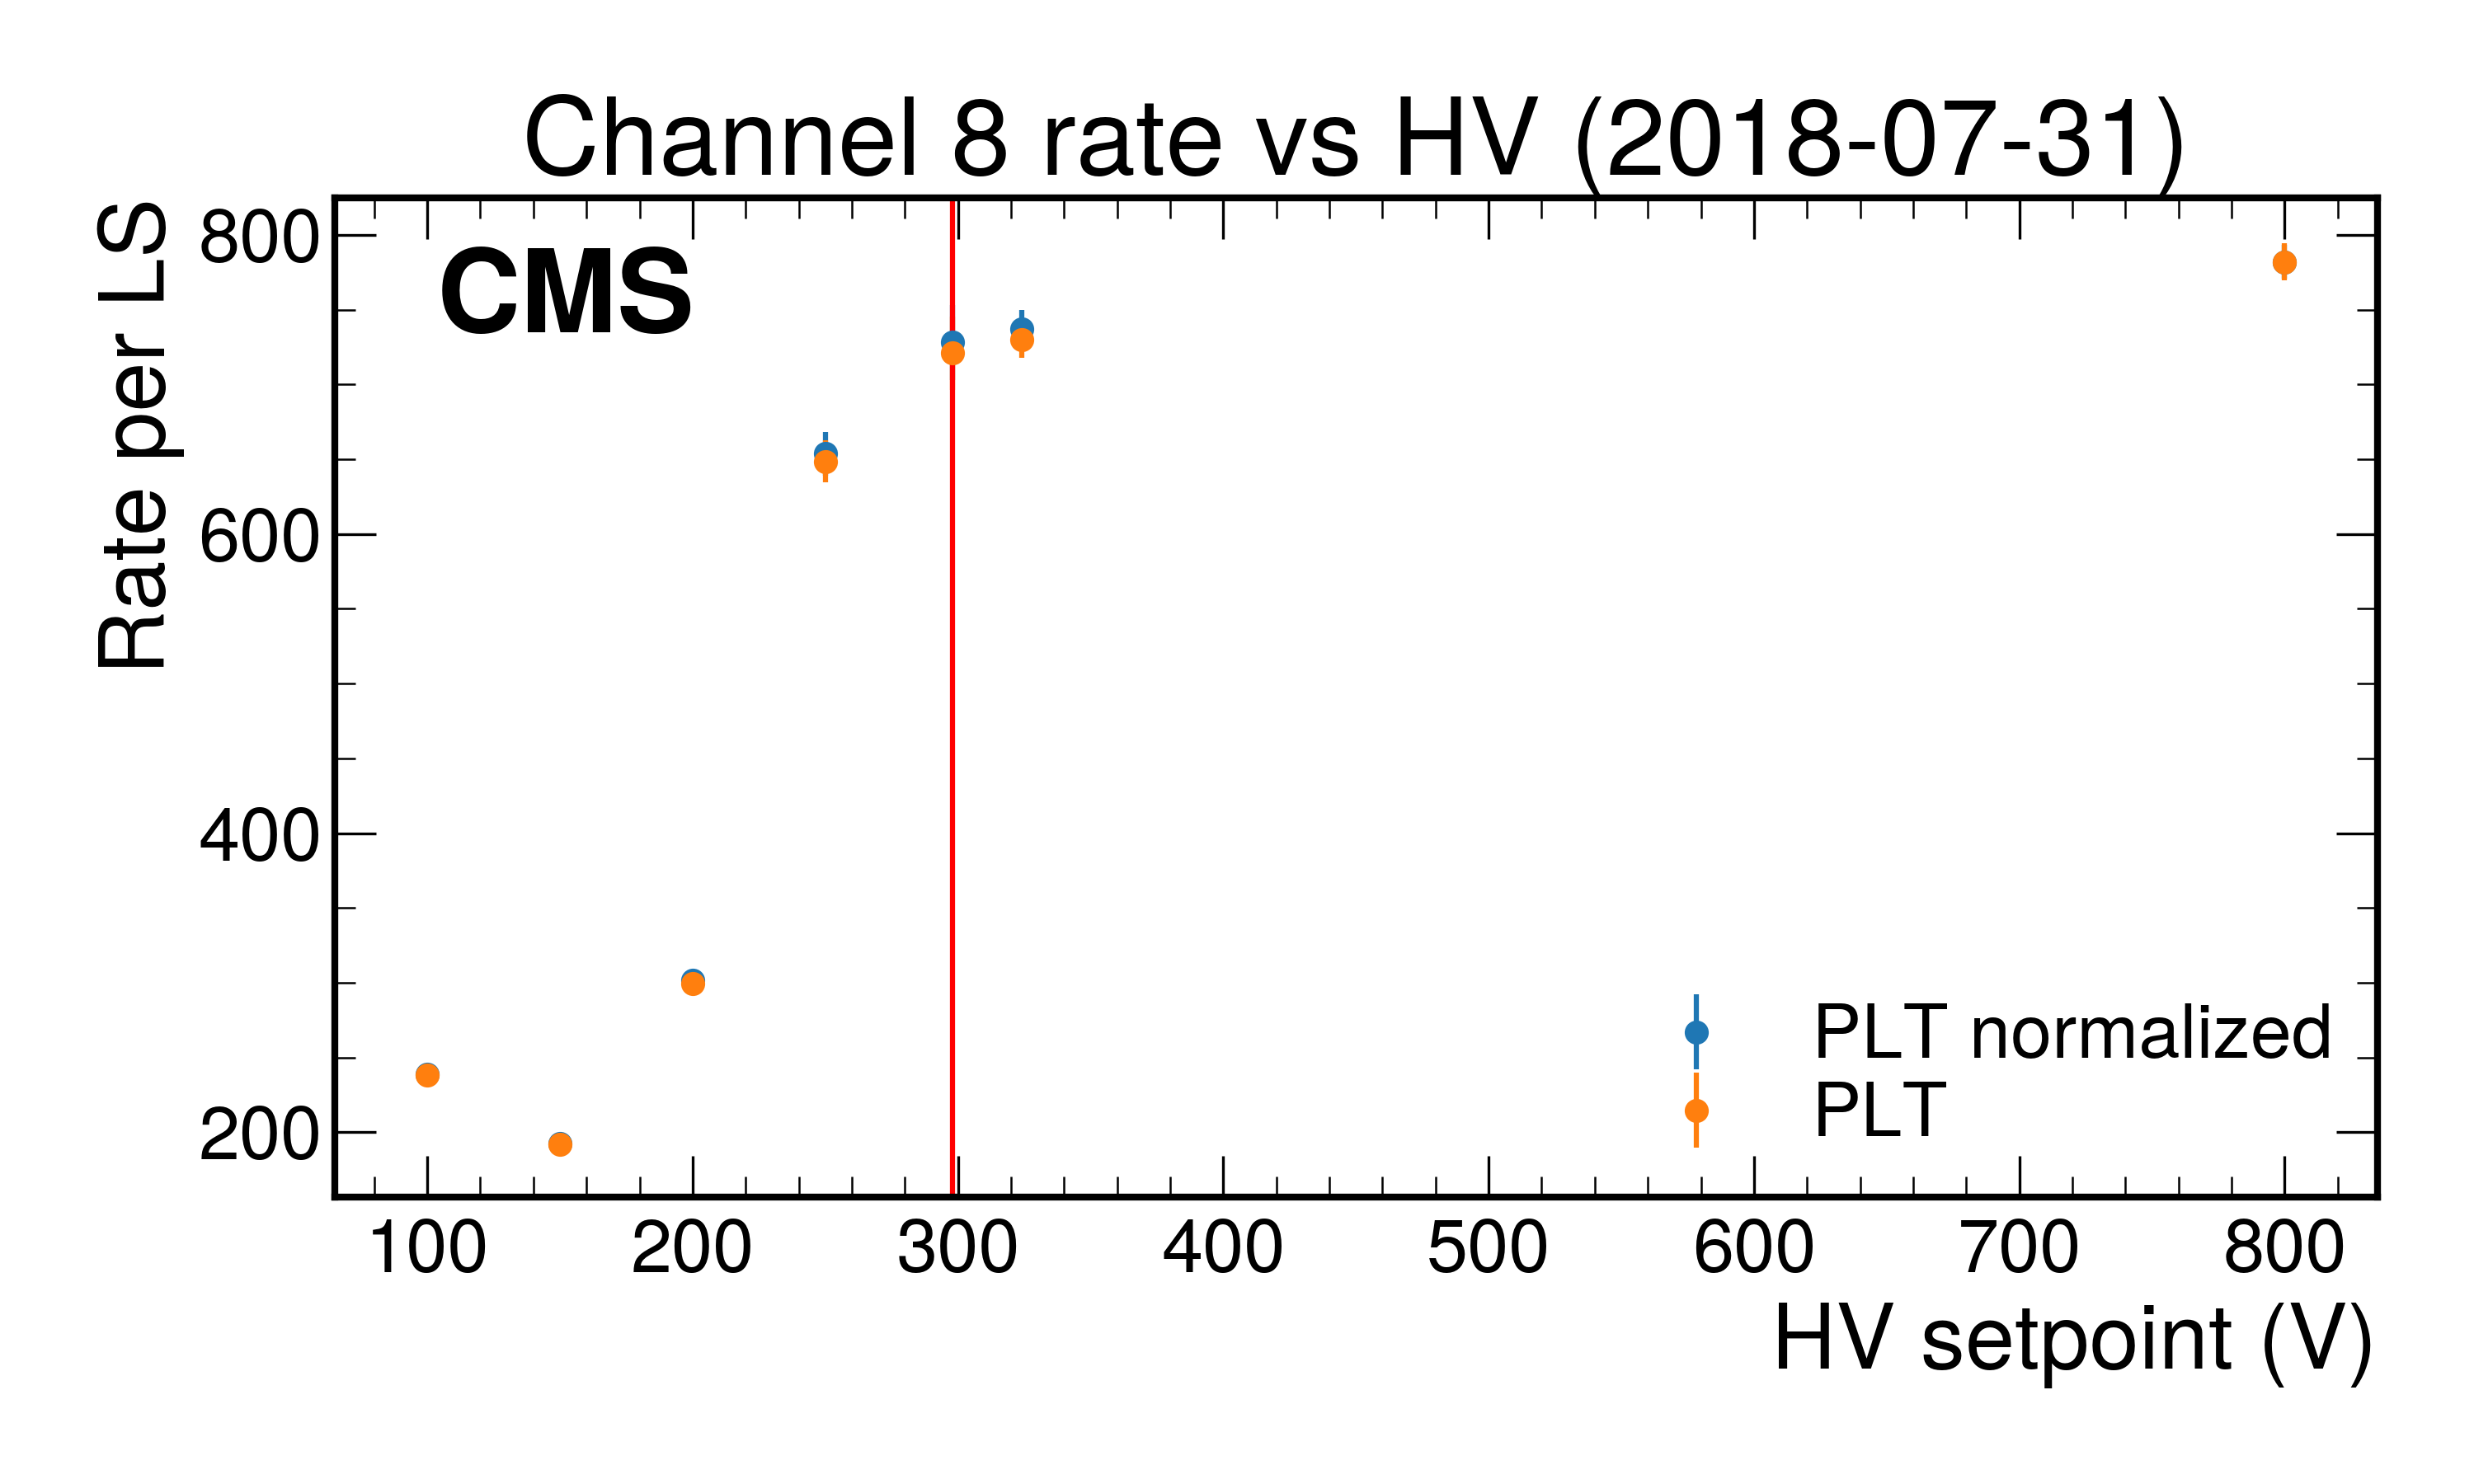 Channel 8 rate vs HV (2018-07-31)
Rate per LS
CMS
800
600
400
200
PLT normalized
PLT
100 200 300 400 500 600 700 800
HV setpoint (V)